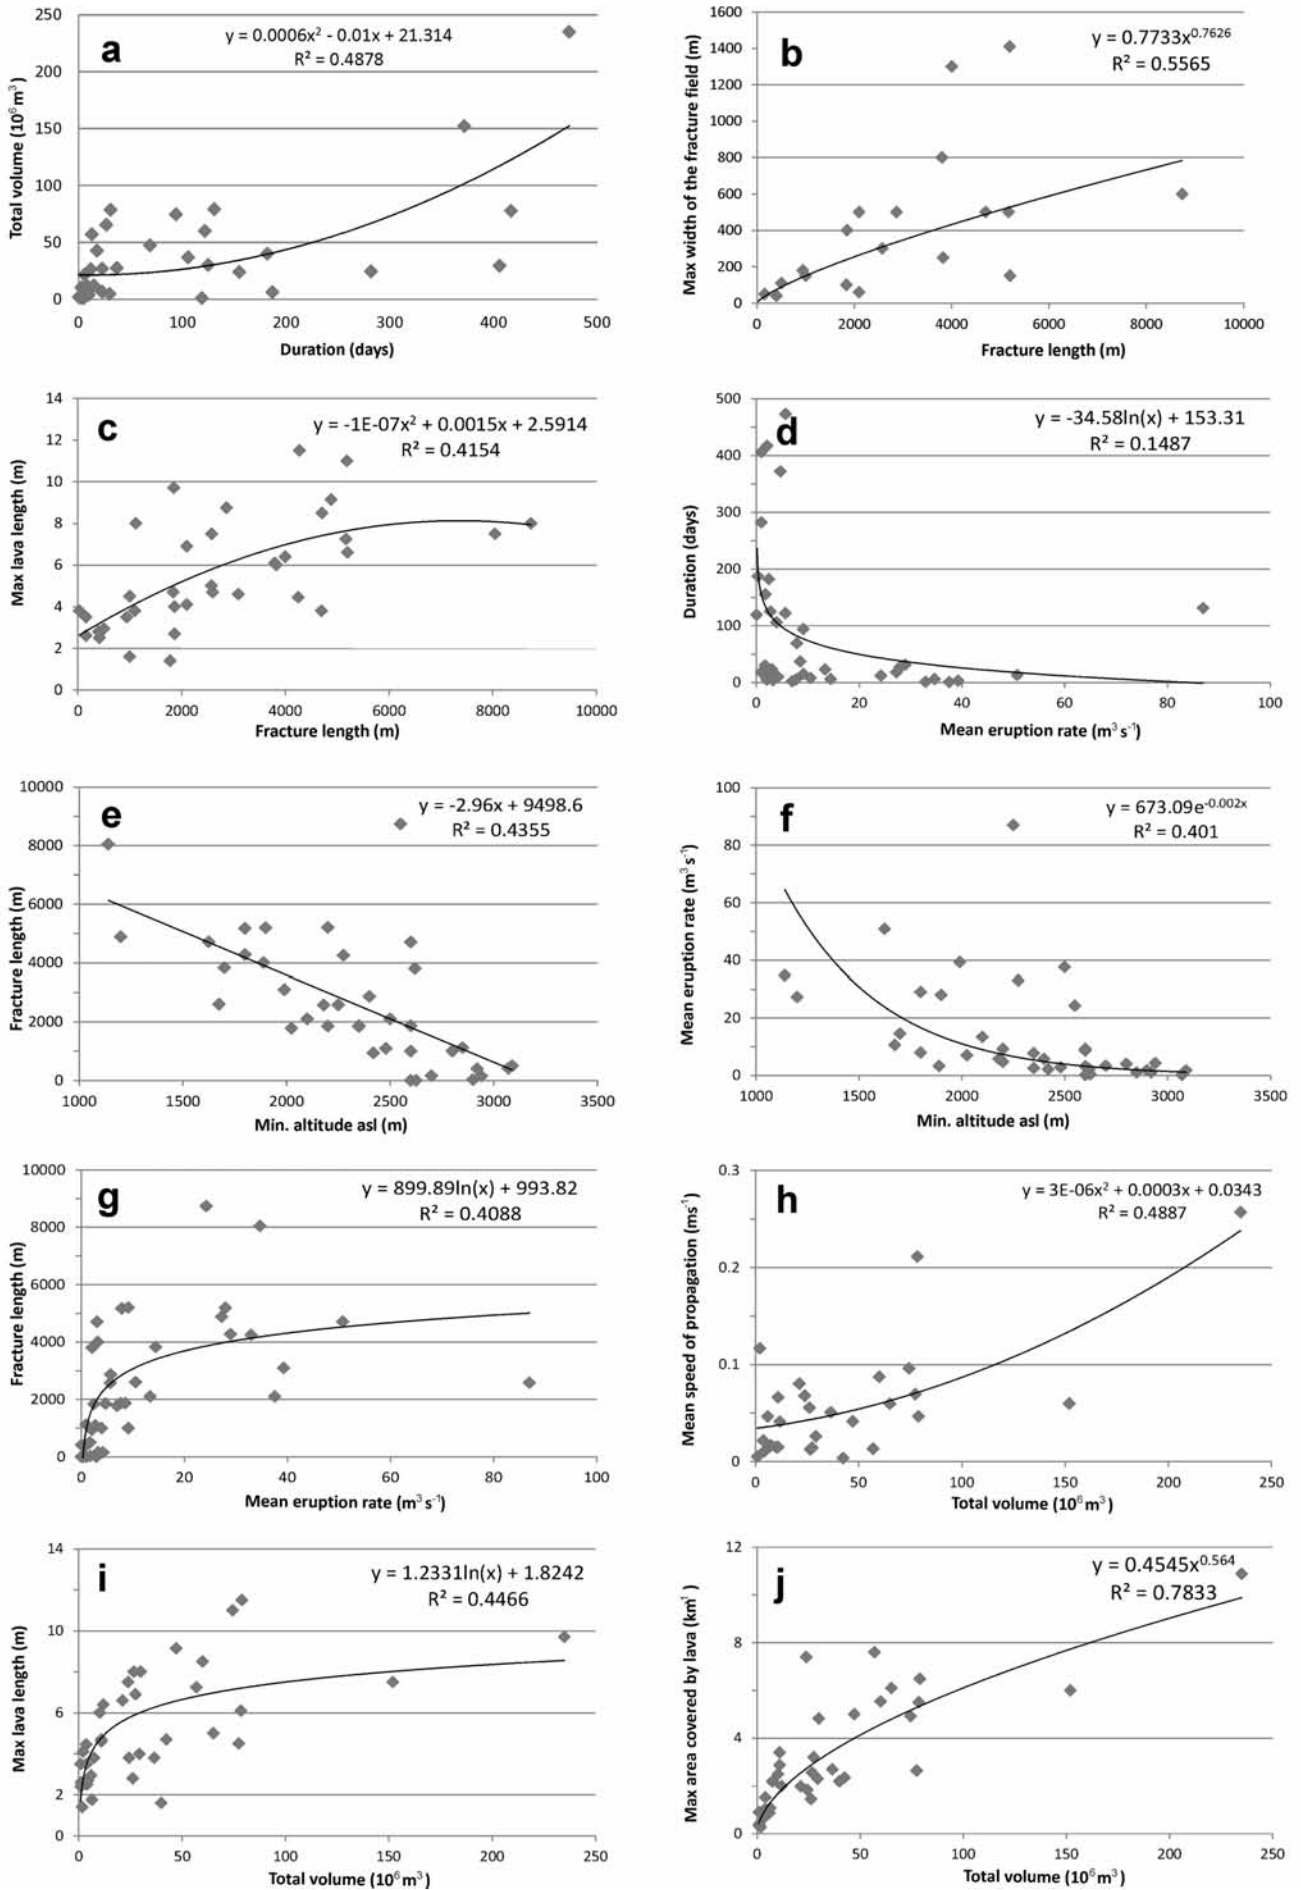 a
y = 0.0006x² - 0.01x + 21.314
R² = 0.4878
Total volume (10⁶ m³)
250
200
150
100
50
0
0 100 200 300 400 500
Duration (days)
b
y = 0.7733x^0.7626
R² = 0.5565
Max width of the fracture field (m)
1600
1400
1200
1000
800
600
400
200
0
0 2000 4000 6000 8000 10000
Fracture length (m)
c
y = -1E-07x² + 0.0015x + 2.5914
R² = 0.4154
Max lava length (m)
14
12
10
8
6
4
2
0
0 2000 4000 6000 8000 10000
Fracture length (m)
d
y = -34.58ln(x) + 153.31
R² = 0.1487
Duration (days)
500
400
300
200
100
0
0 20 40 60 80 100
Mean eruption rate (m³ s⁻¹)
e
y = -2.96x + 9498.6
R² = 0.4355
Fracture length (m)
10000
8000
6000
4000
2000
0
1000 1500 2000 2500 3000 3500
Min. altitude asl (m)
f
y = 673.09e^-0.002x
R² = 0.401
Mean eruption rate (m³ s⁻¹)
100
80
60
40
20
0
1000 1500 2000 2500 3000 3500
Min. altitude asl (m)
g
y = 899.89ln(x) + 993.82
R² = 0.4088
Fracture length (m)
10000
8000
6000
4000
2000
0
0 20 40 60 80 100
Mean eruption rate (m³ s⁻¹)
h
y = 3E-06x² + 0.0003x + 0.0343
R² = 0.4887
Mean speed of propagation (ms⁻¹)
0.3
0.2
0.1
0
0 50 100 150 200 250
Total volume (10⁶ m³)
i
y = 1.2331ln(x) + 1.8242
R² = 0.4466
Max lava length (m)
14
10
6
2
0
0 50 100 150 200 250
Total volume (10⁶ m³)
j
y = 0.4545x^0.564
R² = 0.7833
Max area covered by lava (km¹)
12
8
4
0
0 50 100 150 200 250
Total volume (10⁶ m³)